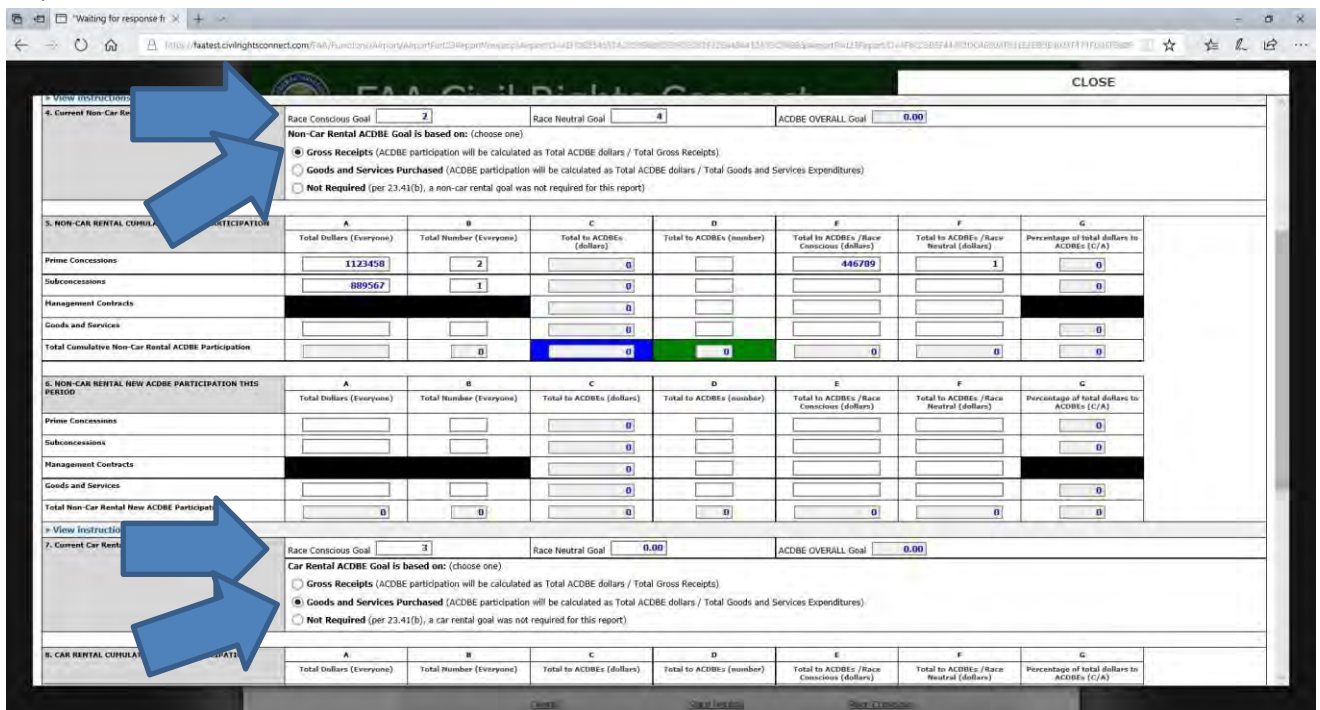 "Waiting for response fr
faatest.civilrightsconnect.com/
CLOSE
» View instructions
4. Current Non-Car
Race Conscious Goal 2 Race Neutral Goal 4 ACDBE OVERALL Goal 0.00
Non-Car Rental ACDBE Goal is based on: (choose one)
Gross Receipts (ACDBE participation will be calculated as Total ACDBE dollars / Total Gross Receipts)
Goods and Services Purchased (ACDBE participation will be calculated as Total ACDBE dollars / Total Goods and Services Expenditures)
Not Required (per 23.41(b), a non-car rental goal was not required for this report)
5. NON-CAR RENTAL
A B C D E F G
Total Dollars (Everyone) Total Number (Everyone) Total to ACDBEs (dollars) Total to ACDBEs (number) Total to ACDBEs /Race Conscious (dollars) Total to ACDBEs /Race Neutral (dollars) Percentage of total dollars to ACDBEs (C/A)
Prime Concessions 1123458 2 0 446789 1 0
Subconcessions 889567 1 0 0
Management Contracts 0
Goods and Services 0 0
Total Cumulative Non-Car Rental ACDBE Participation 0 0 0 0 0 0
6. NON-CAR RENTAL NEW ACDBE PARTICIPATION THIS PERIOD
A B C D E F G
Total Dollars (Everyone) Total Number (Everyone) Total to ACDBEs (dollars) Total to ACDBEs (number) Total to ACDBEs /Race Conscious (dollars) Total to ACDBEs /Race Neutral (dollars) Percentage of total dollars to ACDBEs (C/A)
Prime Concessions 0 0
Subconcessions 0 0
Management Contracts 0
Goods and Services 0 0
Total Non-Car Rental New ACDBE 0 0 0 0 0 0 0
» View
7. Current Car
Race Conscious Goal 3 Race Neutral Goal 0.00 ACDBE OVERALL Goal 0.00
Car Rental ACDBE Goal is based on: (choose one)
Gross Receipts (ACDBE participation will be calculated as Total ACDBE dollars / Total Gross Receipts)
Goods and Services Purchased (ACDBE participation will be calculated as Total ACDBE dollars / Total Goods and Services Expenditures)
Not Required (per 23.41(b), a car rental goal was not required for this report)
8. CAR RENTAL
A B C D E F G
Total Dollars (Everyone) Total Number (Everyone) Total to ACDBEs (dollars) Total to ACDBEs (number) Total to ACDBEs /Race Conscious (dollars) Total to ACDBEs /Race Neutral (dollars) Percentage of total dollars to ACDBEs (C/A)